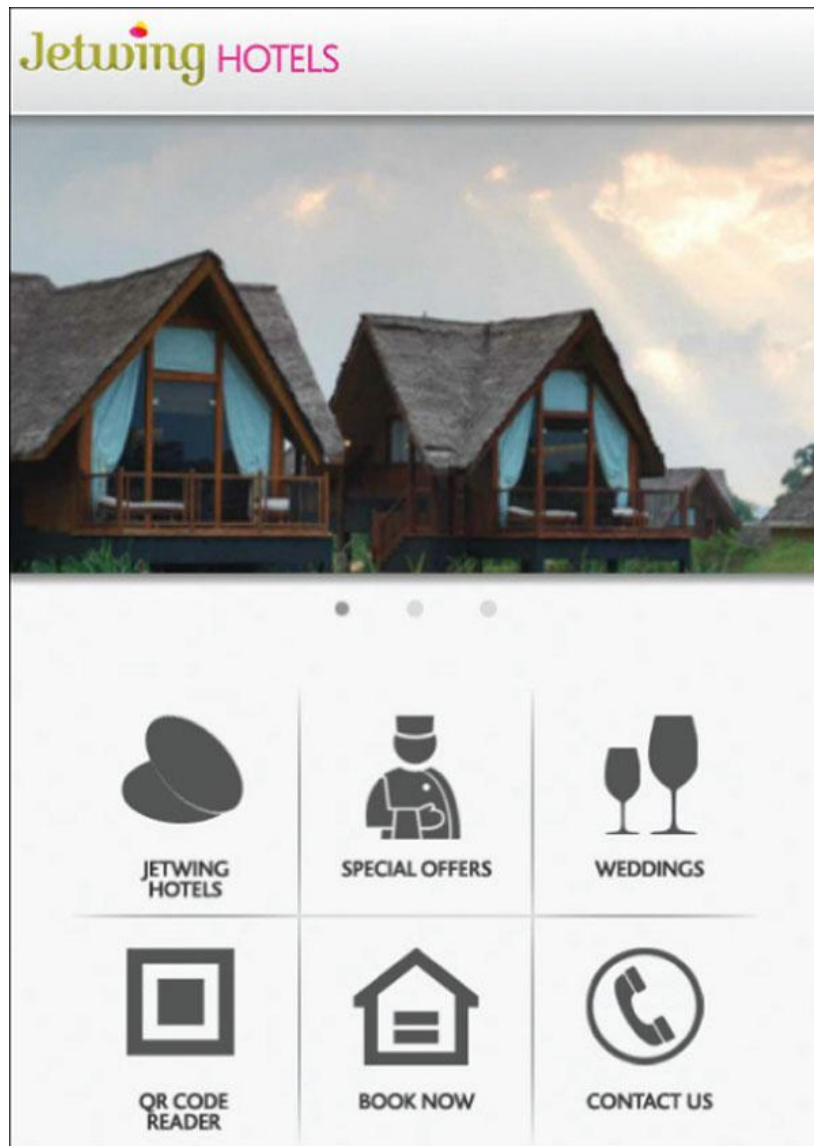 Jetwing HOTELS
JETWING
HOTELS
SPECIAL OFFERS
WEDDINGS
QR CODE
READER
BOOK NOW
CONTACT US